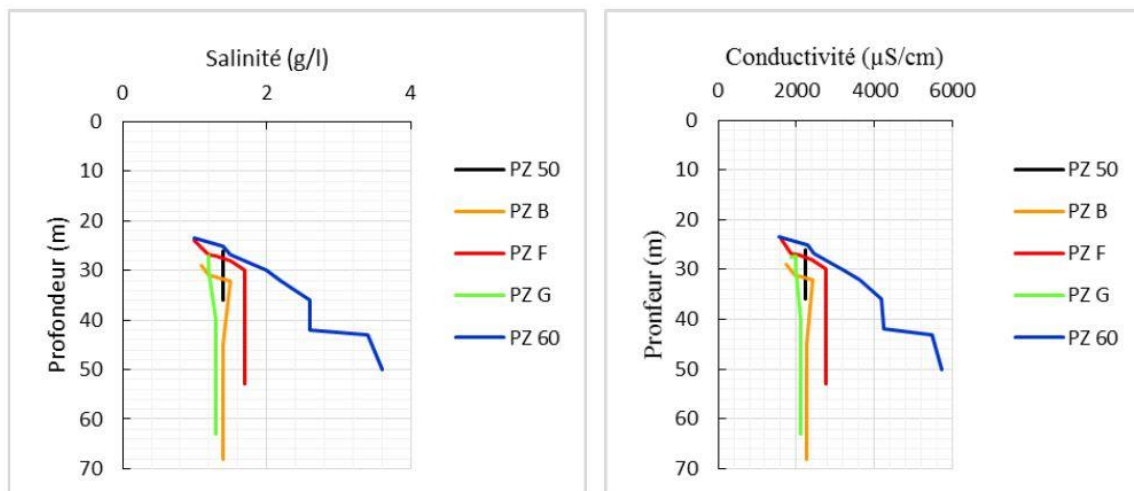 Salinité (g/l)
0 2 4
0
10
20
30
40
50
60
70
Profondeur (m)
PZ 50
PZ B
PZ F
PZ G
PZ 60
Conductivité (µS/cm)
0 2000 4000 6000
0
10
20
30
40
50
60
70
Pronfeur (m)
PZ 50
PZ B
PZ F
PZ G
PZ 60